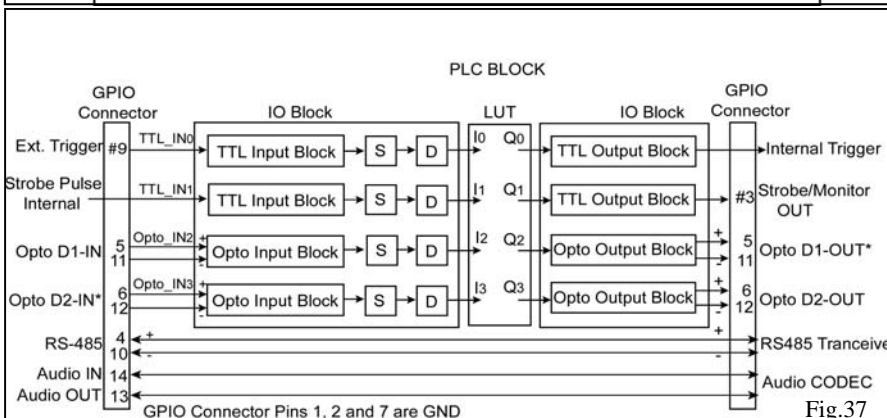 PLC BLOCK
GPIO Connector
IO Block
LUT
IO Block
GPIO Connector
Ext. Trigger #9 TTL_IN0 TTL Input Block S D I0 Q0 TTL Output Block Internal Trigger
Strobe Pulse Internal TTL_IN1 TTL Input Block S D I1 Q1 TTL Output Block #3 Strobe/Monitor OUT
Opto D1-IN 5 11 Opto_IN2 + - Opto Input Block S D I2 Q2 Opto Output Block + - 5 11 Opto D1-OUT*
Opto D2-IN* 6 12 Opto_IN3 + - Opto Input Block S D I3 Q3 Opto Output Block + - 6 12 Opto D2-OUT
RS-485 4 10 + - + - RS485 Tranceive
Audio IN 14
Audio OUT 13
Audio CODEC
GPIO Connector Pins 1, 2 and 7 are GND
Fig.37